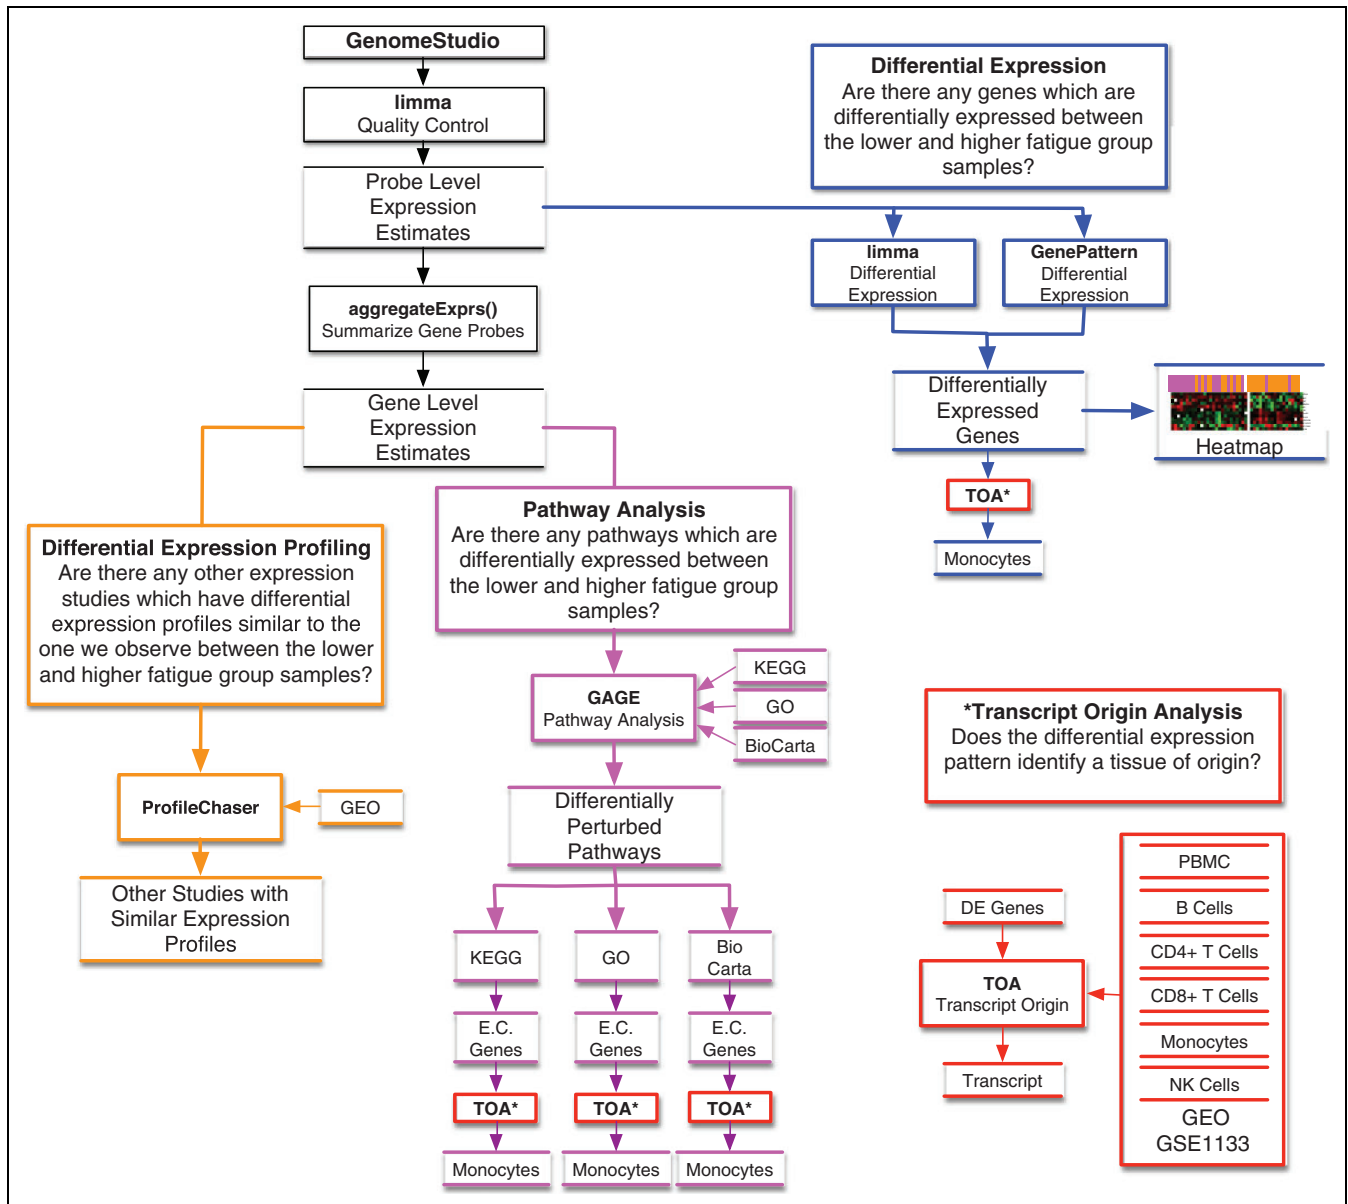 GenomeStudio
limma
Quality Control
Probe Level
Expression
Estimates
aggregateExprs()
Summarize Gene Probes
Gene Level
Expression
Estimates
Differential Expression
Are there any genes which are
differentially expressed between
the lower and higher fatigue group
samples?
limma
Differential
Expression
GenePattern
Differential
Expression
Differentially
Expressed
Genes
Heatmap
TOA*
Monocytes
Differential Expression Profiling
Are there any other expression
studies which have differential
expression profiles similar to the
one we observe between the lower
and higher fatigue group samples?
ProfileChaser
GEO
Other Studies with
Similar Expression
Profiles
Pathway Analysis
Are there any pathways which are
differentially expressed between
the lower and higher fatigue group
samples?
GAGE
Pathway Analysis
KEGG
GO
BioCarta
Differentially
Perturbed
Pathways
KEGG
GO
Bio
Carta
E.C.
Genes
E.C.
Genes
E.C.
Genes
TOA*
TOA*
TOA*
Monocytes
Monocytes
Monocytes
*Transcript Origin Analysis
Does the differential expression
pattern identify a tissue of origin?
DE Genes
TOA
Transcript Origin
Transcript
PBMC
B Cells
CD4+ T Cells
CD8+ T Cells
Monocytes
NK Cells
GEO
GSE1133